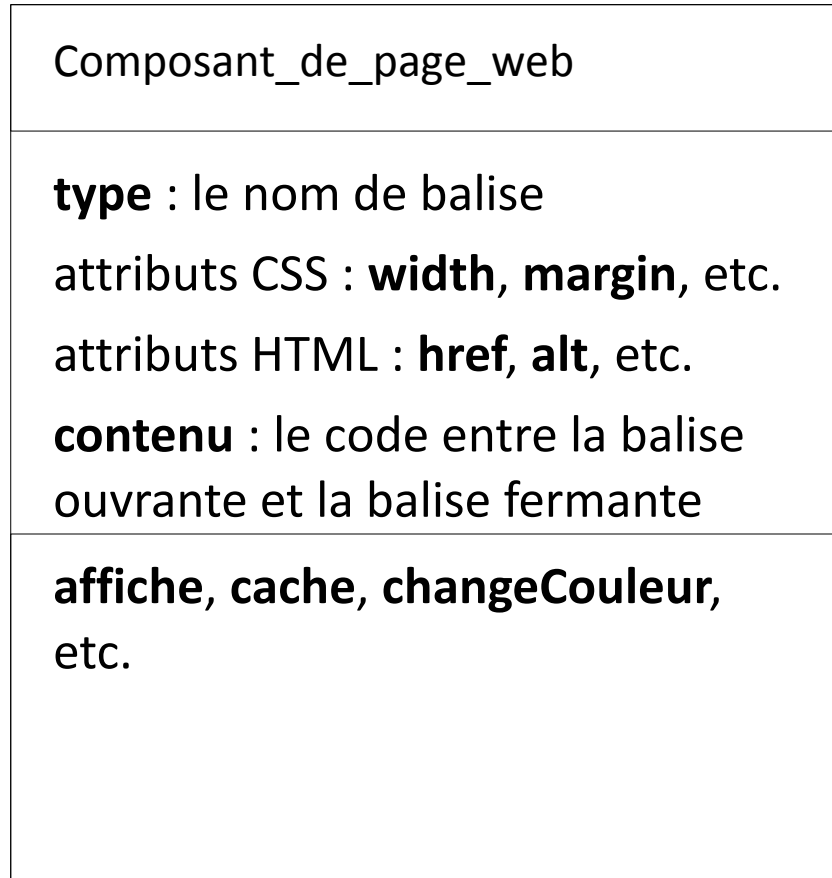 Composant_de_page_web
type : le nom de balise
attributs CSS : width, margin, etc.
attributs HTML : href, alt, etc.
contenu : le code entre la balise
ouvrante et la balise fermante
affiche, cache, changeCouleur,
etc.